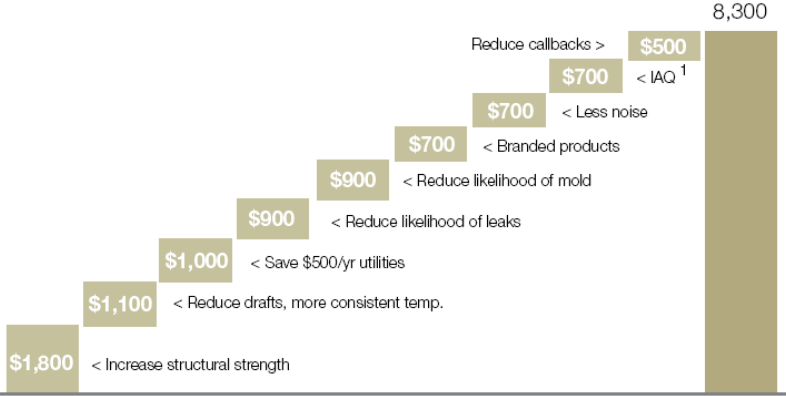 8,300
Reduce callbacks > $500
$700 < IAQ 1
$700 < Less noise
$700 < Branded products
$900 < Reduce likelihood of mold
$900 < Reduce likelihood of leaks
$1,000 < Save $500/yr utilities
$1,100 < Reduce drafts, more consistent temp.
$1,800 < Increase structural strength